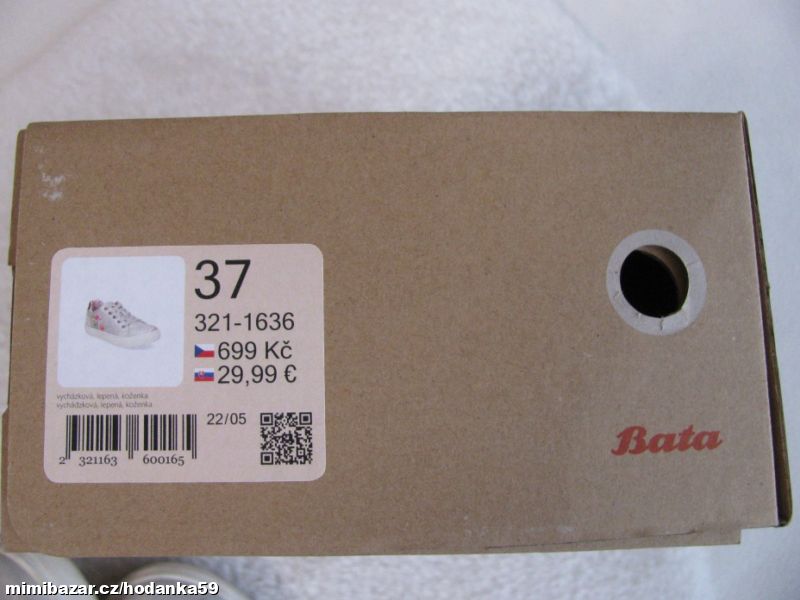 37
321-1636
699 Kč
29,99 €
vycházková, lepená, koženka
vychádzková, lepená, koženka
22/05
2 321163 600165
Bata
mimibazar.cz/hodanka59